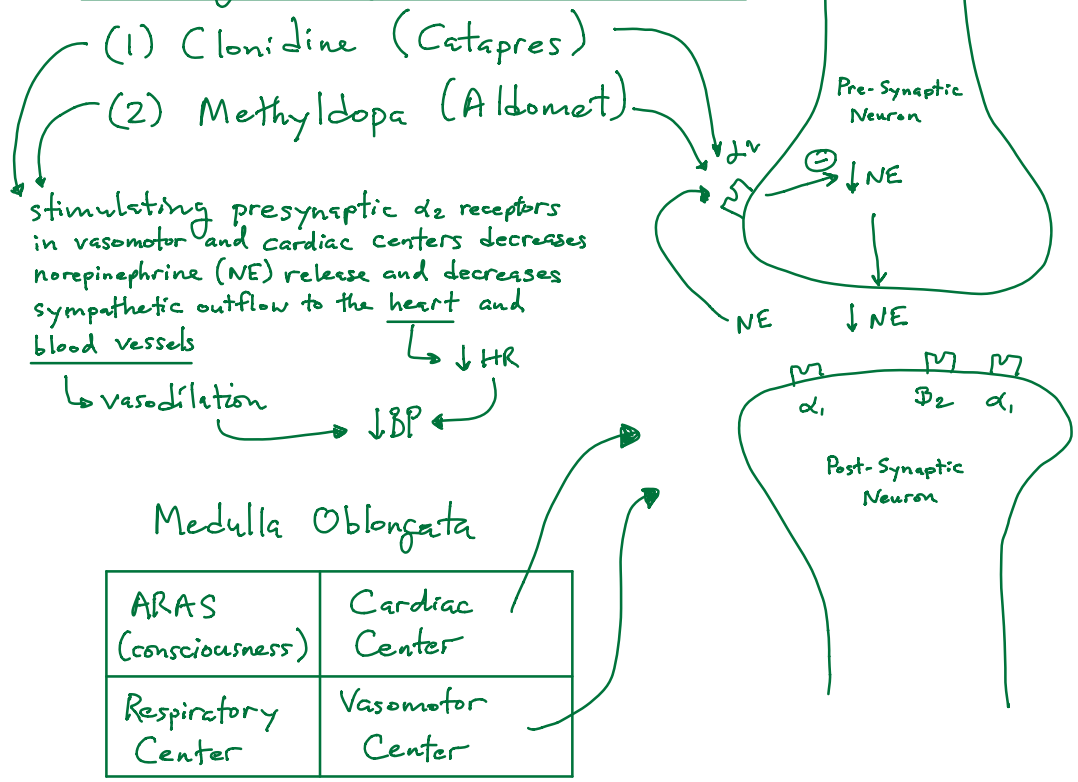 (1) Clonidine (Catapres)
(2) Methyldopa (Aldomet)
stimulating presynaptic α2 receptors
in vasomotor and cardiac centers decreases
norepinephrine (NE) release and decreases
sympathetic outflow to the heart and
blood vessels
↓ HR
vasodilation
↓BP
Pre-Synaptic
Neuron
α2
⊖
↓ NE
NE
↓ NE
α1
B2
α1
Post-Synaptic
Neuron
Medulla Oblongata
ARAS
(consciousness)
Cardiac
Center
Respiratory
Center
Vasomotor
Center